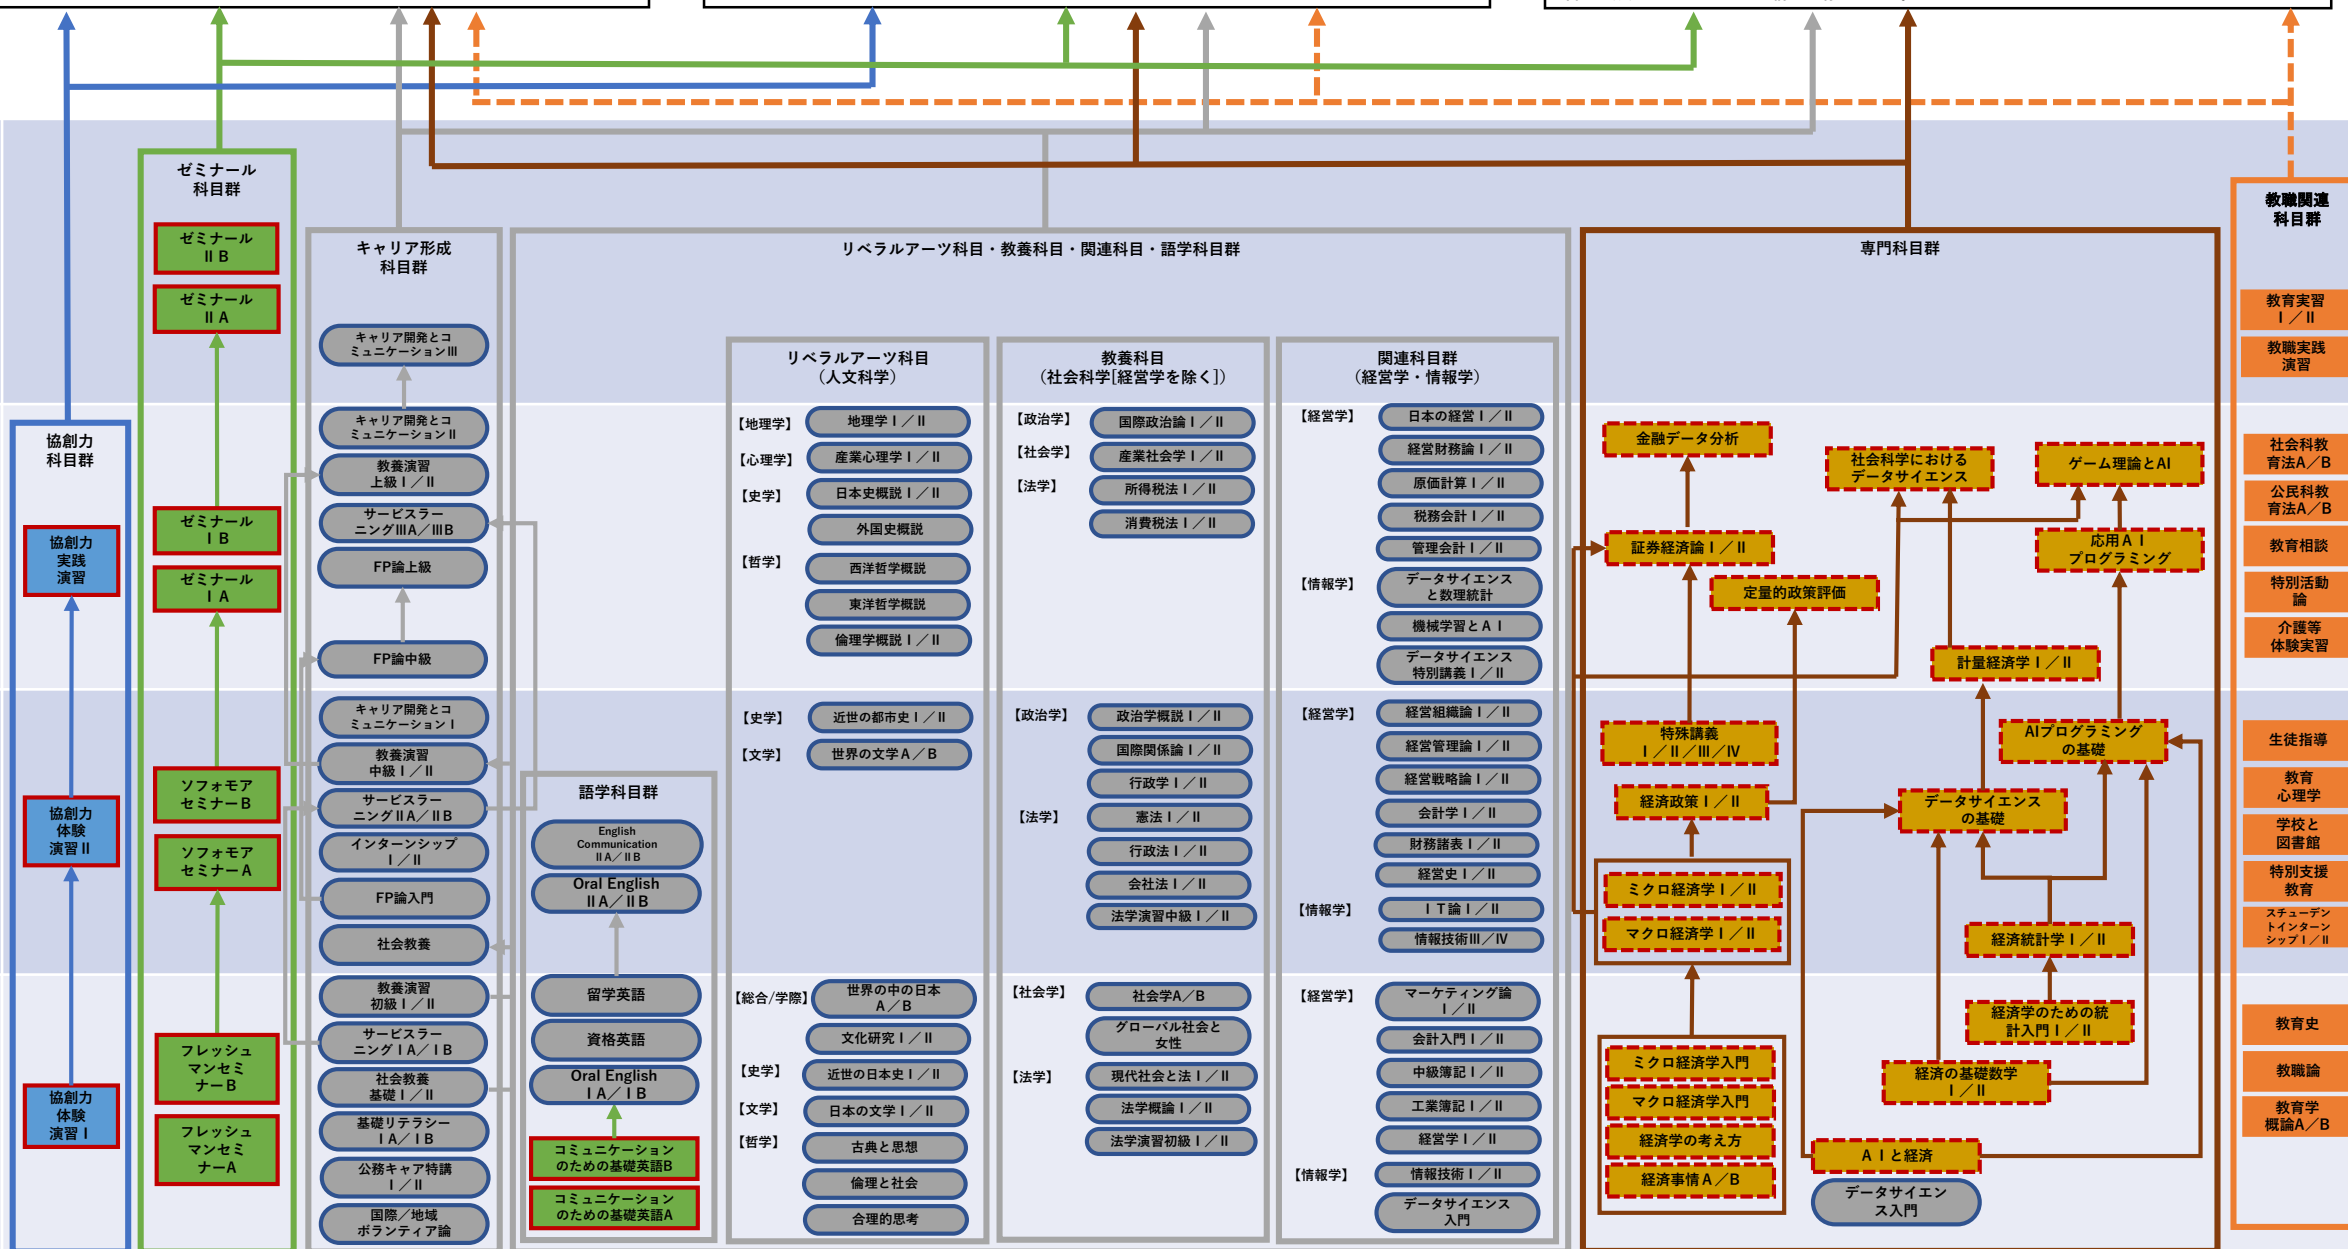 ゼミナール
科目群
ゼミナール
ⅡB
ゼミナール
ⅡA
ゼミナール
ⅠB
ゼミナール
ⅠA
ソフォモア
セミナーB
ソフォモア
セミナーA
フレッシュ
マンセミ
ナーB
フレッシュ
マンセミ
ナーA
協創力
科目群
協創力
実践
演習
協創力
体験
演習Ⅱ
協創力
体験
演習Ⅰ
キャリア形成
科目群
キャリア開発とコ
ミュニケーションⅢ
キャリア開発とコ
ミュニケーションⅡ
教養演習
上級Ⅰ／Ⅱ
サービスラー
ニングⅢA／ⅢB
FP論上級
FP論中級
キャリア開発とコ
ミュニケーションⅠ
教養演習
中級Ⅰ／Ⅱ
サービスラー
ニングⅡA／ⅡB
インターンシップ
Ⅰ／Ⅱ
FP論入門
社会教養
教養演習
初級Ⅰ／Ⅱ
サービスラー
ニングⅠA／ⅠB
社会教養
基礎Ⅰ／Ⅱ
基礎リテラシー
ⅠA／ⅠB
公務キャア特講
Ⅰ／Ⅱ
国際／地域
ボランティア論
リベラルアーツ科目・教養科目・関連科目・語学科目群
語学科目群
English
Communication
ⅡA／ⅡB
Oral English
ⅡA／ⅡB
留学英語
資格英語
Oral English
ⅠA／ⅠB
コミュニケーション
のための基礎英語B
コミュニケーション
のための基礎英語A
リベラルアーツ科目
（人文科学）
【地理学】
地理学Ⅰ／Ⅱ
【心理学】
産業心理学Ⅰ／Ⅱ
【史学】
日本史概説Ⅰ／Ⅱ
外国史概説
【哲学】
西洋哲学概説
東洋哲学概説
倫理学概説Ⅰ／Ⅱ
【史学】
近世の都市史Ⅰ／Ⅱ
【文学】
世界の文学A／B
【総合/学際】
世界の中の日本
A／B
文化研究Ⅰ／Ⅱ
【史学】
近世の日本史Ⅰ／Ⅱ
【文学】
日本の文学Ⅰ／Ⅱ
【哲学】
古典と思想
倫理と社会
合理的思考
教養科目
（社会科学[経営学を除く]）
【政治学】
国際政治論Ⅰ／Ⅱ
【社会学】
産業社会学Ⅰ／Ⅱ
【法学】
所得税法Ⅰ／Ⅱ
消費税法Ⅰ／Ⅱ
【政治学】
政治学概説Ⅰ／Ⅱ
国際関係論Ⅰ／Ⅱ
行政学Ⅰ／Ⅱ
【法学】
憲法Ⅰ／Ⅱ
行政法Ⅰ／Ⅱ
会社法Ⅰ／Ⅱ
法学演習中級Ⅰ／Ⅱ
【社会学】
社会学A／B
グローバル社会と
女性
【法学】
現代社会と法Ⅰ／Ⅱ
法学概論Ⅰ／Ⅱ
法学演習初級Ⅰ／Ⅱ
関連科目群
（経営学・情報学）
【経営学】
日本の経営Ⅰ／Ⅱ
経営財務論Ⅰ／Ⅱ
原価計算Ⅰ／Ⅱ
税務会計Ⅰ／Ⅱ
管理会計Ⅰ／Ⅱ
【情報学】
データサイエンス
と数理統計
機械学習とＡＩ
データサイエンス
特別講義Ⅰ／Ⅱ
【経営学】
経営組織論Ⅰ／Ⅱ
経営管理論Ⅰ／Ⅱ
経営戦略論Ⅰ／Ⅱ
会計学Ⅰ／Ⅱ
財務諸表Ⅰ／Ⅱ
経営史Ⅰ／Ⅱ
【情報学】
ＩＴ論Ⅰ／Ⅱ
情報技術Ⅲ／Ⅳ
【経営学】
マーケティング論
Ⅰ／Ⅱ
会計入門Ⅰ／Ⅱ
中級簿記Ⅰ／Ⅱ
工業簿記Ⅰ／Ⅱ
経営学Ⅰ／Ⅱ
【情報学】
情報技術Ⅰ／Ⅱ
データサイエンス
入門
専門科目群
金融データ分析
社会科学における
データサイエンス
ゲーム理論とAI
証券経済論Ⅰ／Ⅱ
応用ＡＩ
プログラミング
定量的政策評価
計量経済学Ⅰ／Ⅱ
特殊講義
Ⅰ／Ⅱ／Ⅲ／Ⅳ
AIプログラミング
の基礎
経済政策Ⅰ／Ⅱ
データサイエンス
の基礎
ミクロ経済学Ⅰ／Ⅱ
マクロ経済学Ⅰ／Ⅱ
経済統計学Ⅰ／Ⅱ
経済学のための統
計入門Ⅰ／Ⅱ
ミクロ経済学入門
マクロ経済学入門
経済学の考え方
経済事情Ａ／Ｂ
経済の基礎数学
Ⅰ／Ⅱ
ＡＩと経済
データサイエン
ス入門
教職関連
科目群
教育実習
Ⅰ／Ⅱ
教職実践
演習
社会科教
育法A／B
公民科教
育法A／B
教育相談
特別活動
論
介護等
体験実習
生徒指導
教育
心理学
学校と
図書館
特別支援
教育
スチューデン
トインターン
シップⅠ／Ⅱ
教育史
教職論
教育学
概論A／B